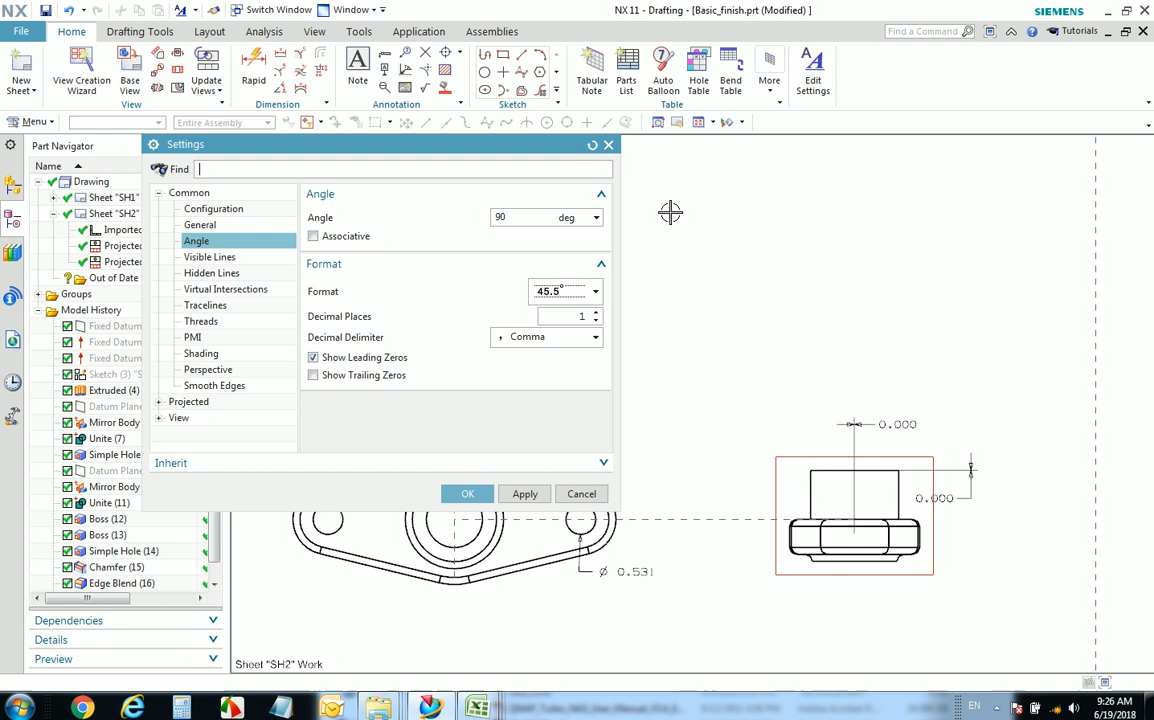 NX
Switch Window
Window
NX 11 - Drafting - [Basic_finish.prt (Modified) ]
SIEMENS
File
Home
Drafting Tools
Layout
Analysis
View
Tools
Application
Assemblies
Find a Command
Tutorials
New Sheet
View Creation Wizard
Base View
Update Views
View
Rapid
Dimension
Note
Annotation
Sketch
Tabular Note
Parts List
Auto Balloon
Hole Table
Bend Table
Table
More
Edit Settings
Menu
Entire Assembly
Part Navigator
Name
Drawing
Sheet "SH1"
Sheet "SH2"
Imported
Projected
Projected
Out of Date
Groups
Model History
Fixed Datum
Fixed Datum
Fixed Datum
Sketch (3) "S
Extruded (4)
Datum Plane
Mirror Body
Unite (7)
Simple Hole
Datum Plane
Mirror Body
Unite (11)
Boss (12)
Boss (13)
Simple Hole (14)
Chamfer (15)
Edge Blend (16)
Dependencies
Details
Preview
Settings
Find
Common
Configuration
General
Angle
Visible Lines
Hidden Lines
Virtual Intersections
Tracelines
Threads
PMI
Shading
Perspective
Smooth Edges
Projected
View
Angle
Angle
90 deg
Associative
Format
Format
45.5°
Decimal Places
1
Decimal Delimiter
, Comma
Show Leading Zeros
Show Trailing Zeros
Inherit
OK
Apply
Cancel
0.000
0.000
Ø 0.531
Sheet "SH2" Work
EN
9:26 AM
6/19/2018